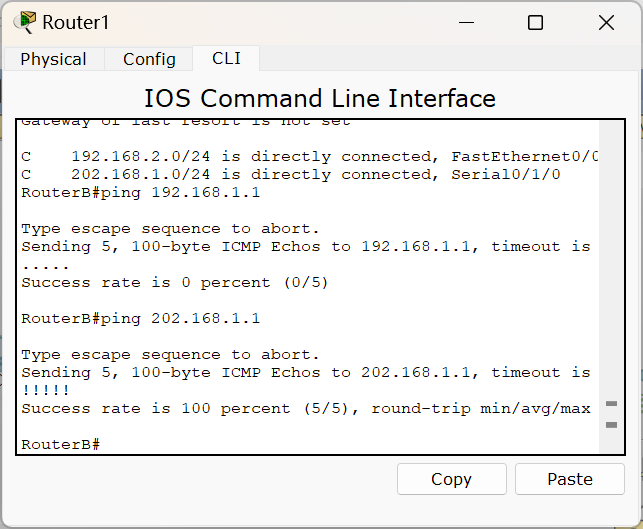 Router1
Physical Config CLI
IOS Command Line Interface
Gateway of last resort is not set
C    192.168.2.0/24 is directly connected, FastEthernet0/0
C    202.168.1.0/24 is directly connected, Serial0/1/0
RouterB#ping 192.168.1.1
Type escape sequence to abort.
Sending 5, 100-byte ICMP Echos to 192.168.1.1, timeout is
.....
Success rate is 0 percent (0/5)
RouterB#ping 202.168.1.1
Type escape sequence to abort.
Sending 5, 100-byte ICMP Echos to 202.168.1.1, timeout is
!!!!!
Success rate is 100 percent (5/5), round-trip min/avg/max
RouterB#
Copy Paste